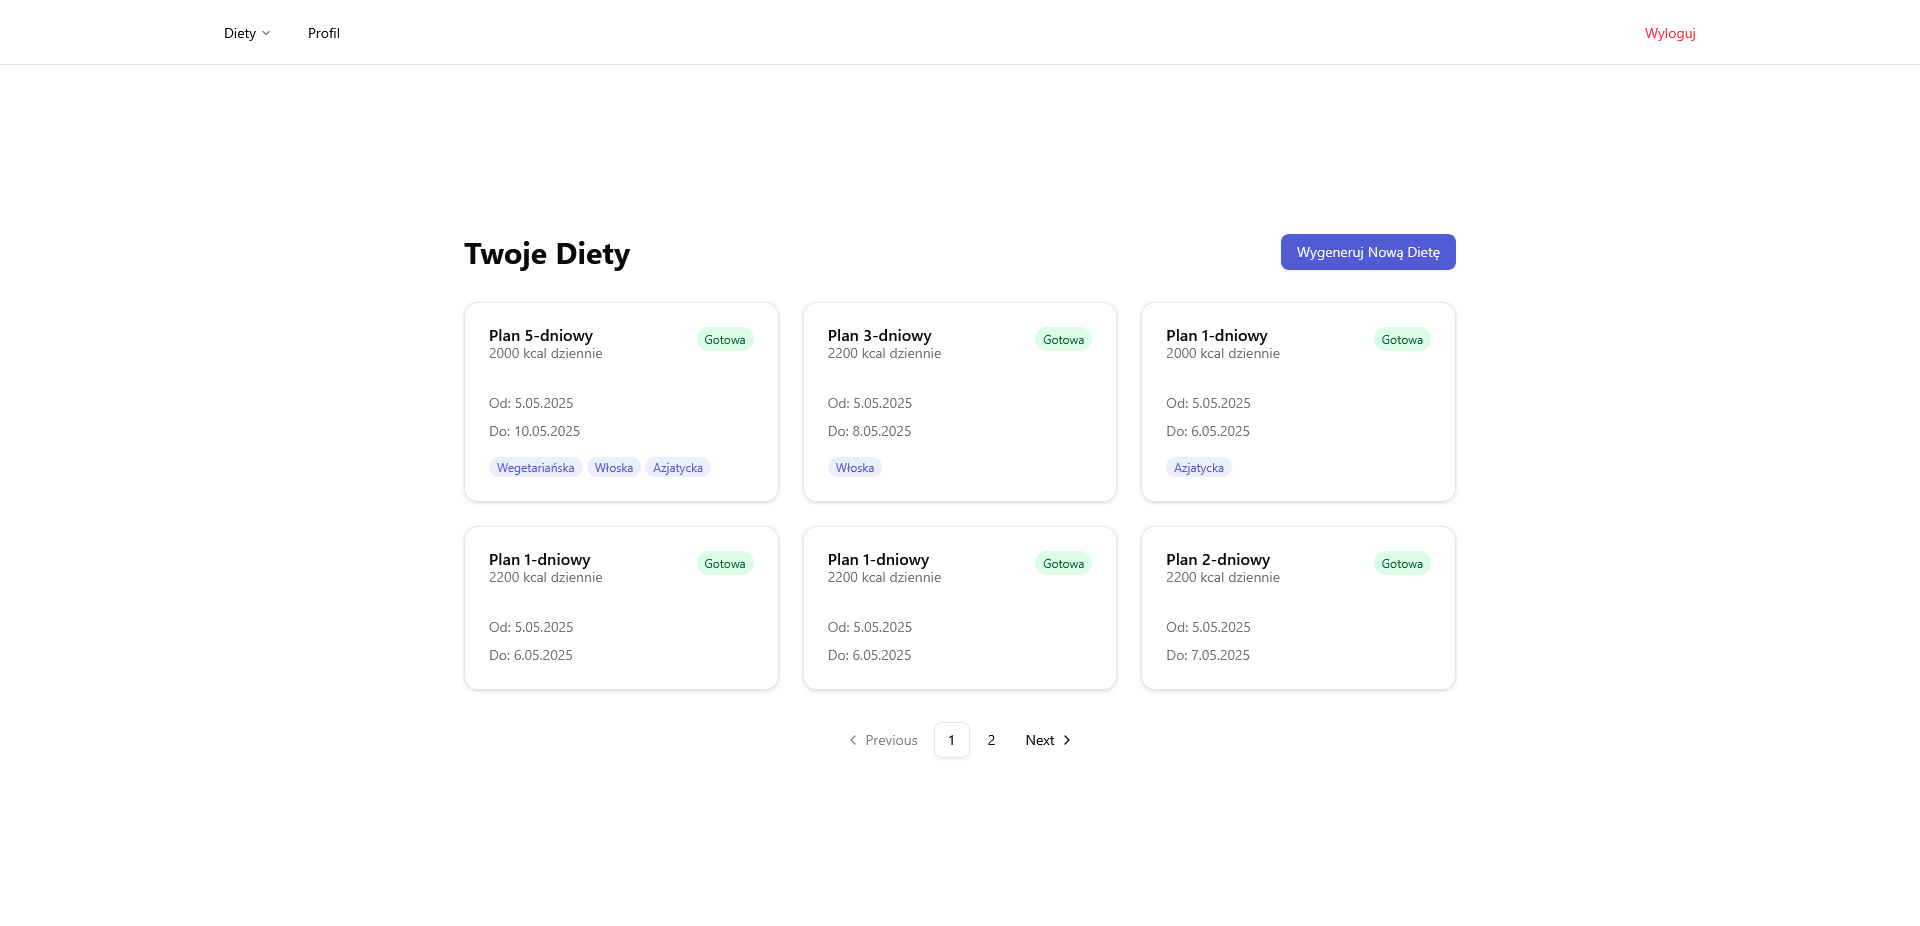 Diety
Profil
Wyloguj
Twoje Diety
Wygeneruj Nową Dietę
Plan 5-dniowy
Gotowa
2000 kcal dziennie
Od: 5.05.2025
Do: 10.05.2025
Wegetariańska Włoska Azjatycka
Plan 3-dniowy
Gotowa
2200 kcal dziennie
Od: 5.05.2025
Do: 8.05.2025
Włoska
Plan 1-dniowy
Gotowa
2000 kcal dziennie
Od: 5.05.2025
Do: 6.05.2025
Azjatycka
Plan 1-dniowy
Gotowa
2200 kcal dziennie
Od: 5.05.2025
Do: 6.05.2025
Plan 1-dniowy
Gotowa
2200 kcal dziennie
Od: 5.05.2025
Do: 6.05.2025
Plan 2-dniowy
Gotowa
2200 kcal dziennie
Od: 5.05.2025
Do: 7.05.2025
Previous 1 2 Next